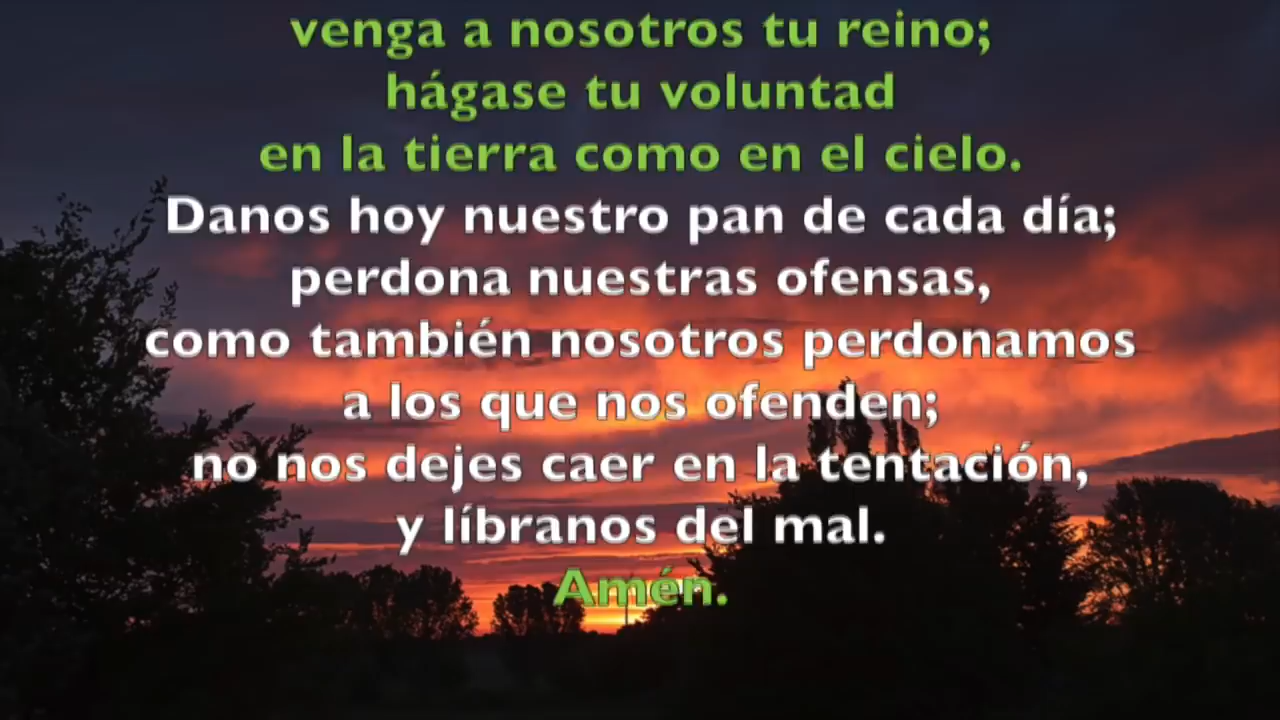 venga a nosotros tu reino;
hágase tu voluntad
en la tierra como en el cielo.
Danos hoy nuestro pan de cada día;
perdona nuestras ofensas,
como también nosotros perdonamos
a los que nos ofenden;
no nos dejes caer en la tentación,
y líbranos del mal.
Amén.